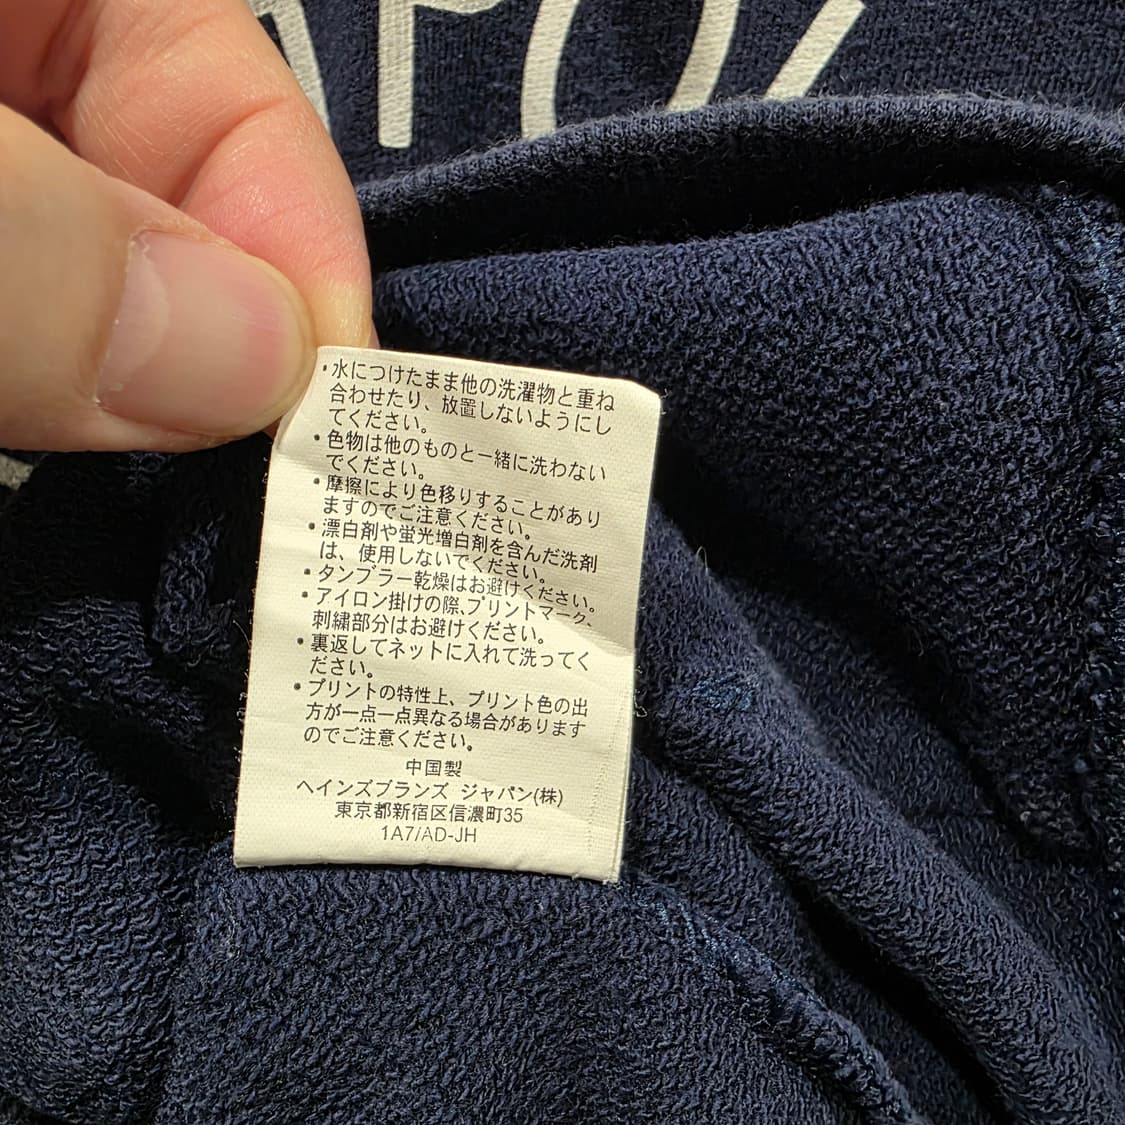 ・水につけたまま他の洗濯物と重ね
合わせたり、放置しないようにし
てください。
・色物は他のものと一緒に洗わない
でください。
・摩擦により色移りすることがあり
ますのでご注意ください。
・漂白剤や蛍光増白剤を含んだ洗剤
は、使用しないでください。
・タンブラー乾燥はお避けください。
・アイロン掛けの際、プリントマーク、
刺繍部分はお避けください。
・裏返してネットに入れて洗ってく
ださい。
・プリントの特性上、プリント色の出
方が一点一点異なる場合があります
のでご注意ください。
中国製
ヘインズブランズ ジャパン(株)
東京都新宿区信濃町35
1A7/AD-JH